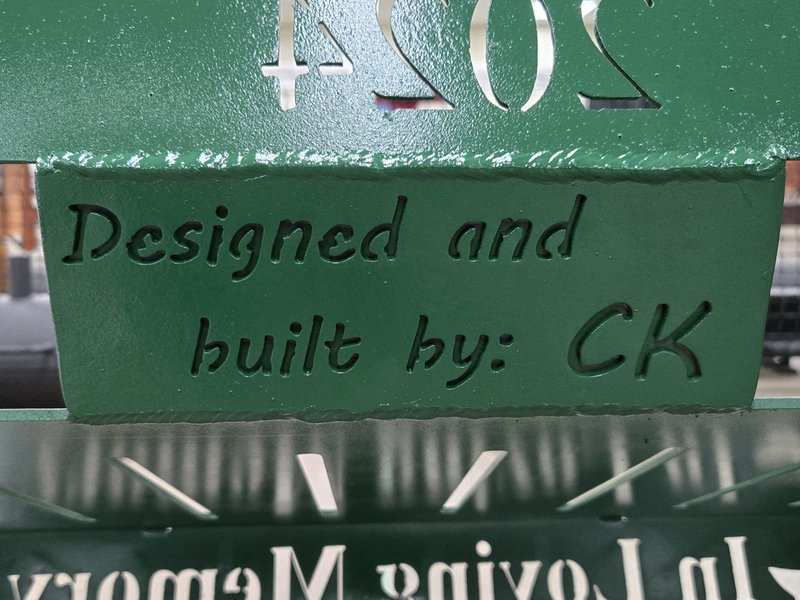 2024
Designed and
built by: CK
In Loving Memory